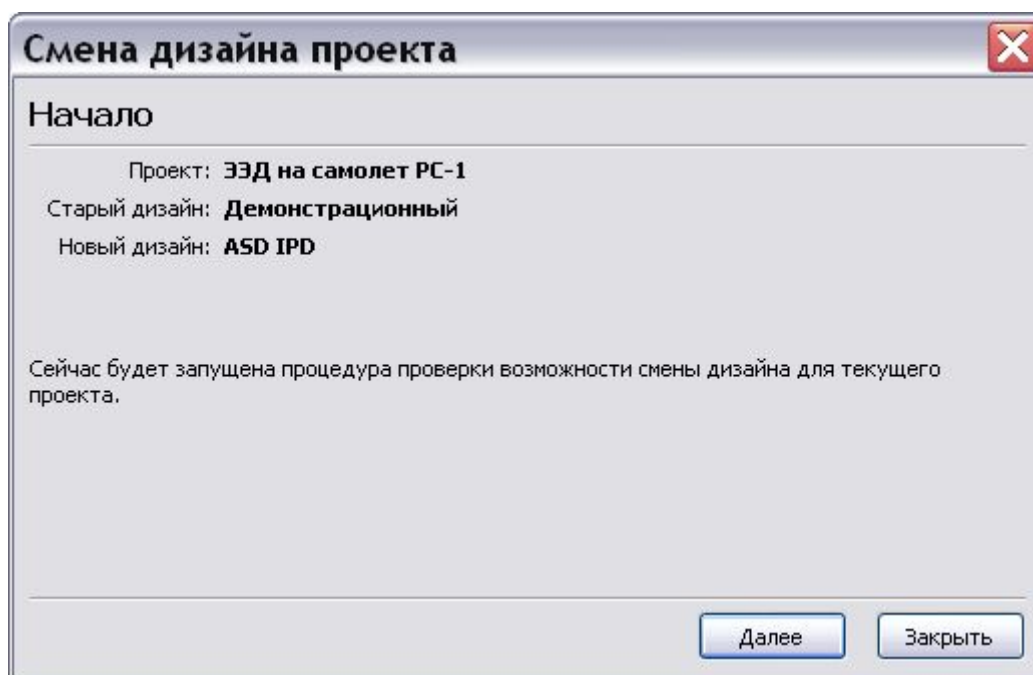 Смена дизайна проекта
Начало
Проект: ЭЭД на самолет РС-1
Старый дизайн: Демонстрационный
Новый дизайн: ASD IPD
Сейчас будет запущена процедура проверки возможности смены дизайна для текущего
проекта.
Далее Закрыть